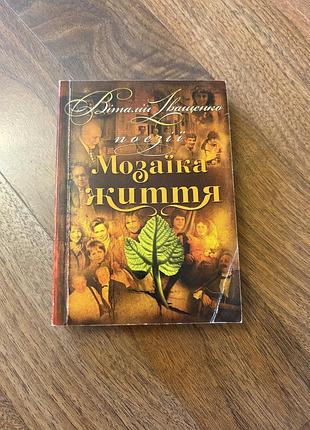 Віталій Іващенко
поезії
Мозаїка
життя